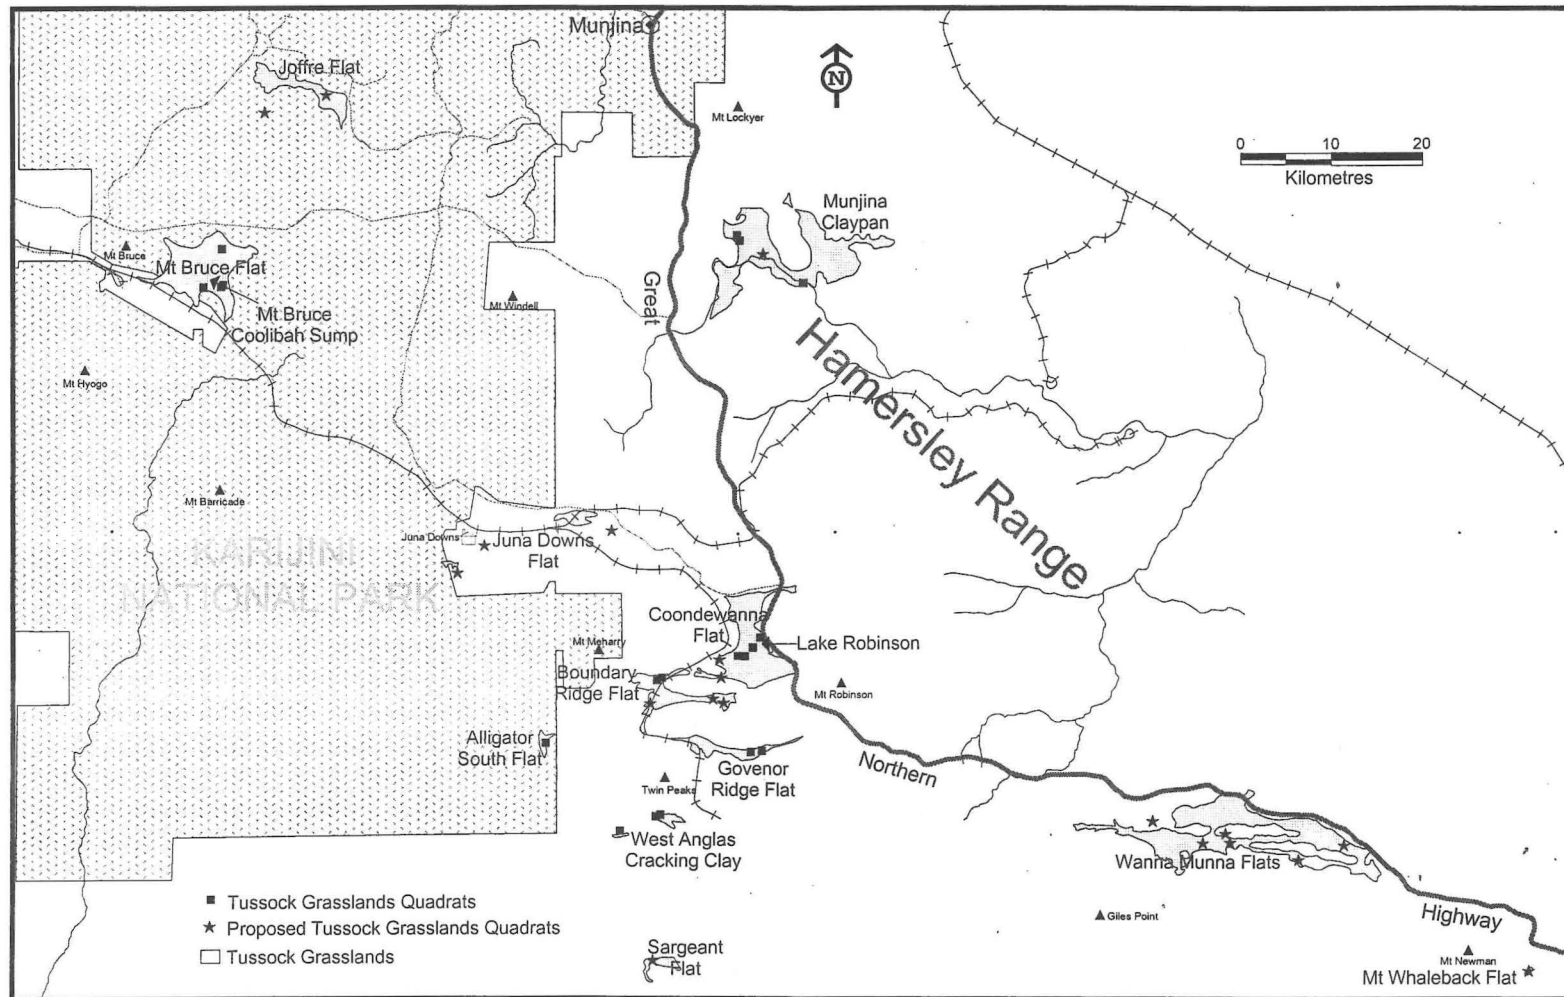 Munjina
Joffre Flat
Mt Lockyer
N
0 10 20
Kilometres
Munjina
Claypan
Mt Bruce
Mt Bruce Flat
Mt Bruce
Coolibah Sump
Mt Windell
Great
Hamersley Range
Mt Hyogo
Mt Barricade
Juna Downs
Juna Downs
Flat
KARIJINI
NATIONAL PARK
Coondewanna
Flat
Lake Robinson
Mt Meharry
Boundary
Ridge Flat
Mt Robinson
Alligator
South Flat
Govenor
Ridge Flat
Northern
Twin Peaks
West Anglas
Cracking Clay
Wanna Munna Flats
Tussock Grasslands Quadrats
Proposed Tussock Grasslands Quadrats
Tussock Grasslands
Giles Point
Highway
Sargeant
Flat
Mt Newman
Mt Whaleback Flat